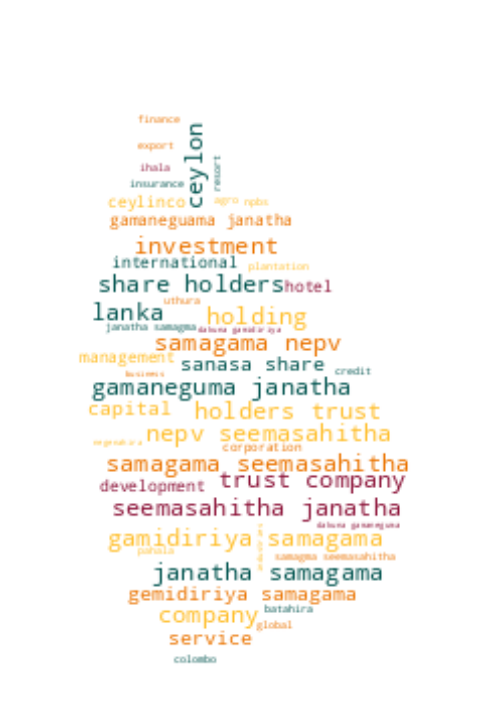 finance
ceylon
export
resort
ihala
insurance
ceylinco
agro
npbs
gamaneguama janatha
investment
international
plantation
share holders
hotel
uthura
lanka
holding
janatha samagma
dakuna gamidiriya
samagama nepv
management
sanasa share
business
credit
gamaneguma janatha
capital
holders trust
nepv seemasahitha
corporation
samagama seemasahitha
development
trust company
seemasahitha janatha
dakuna gamaneguma
gamidiriya
samagama
pahala
samagma seemasahitha
janatha samagama
gemidiriya samagama
batahira
company
global
service
colombo